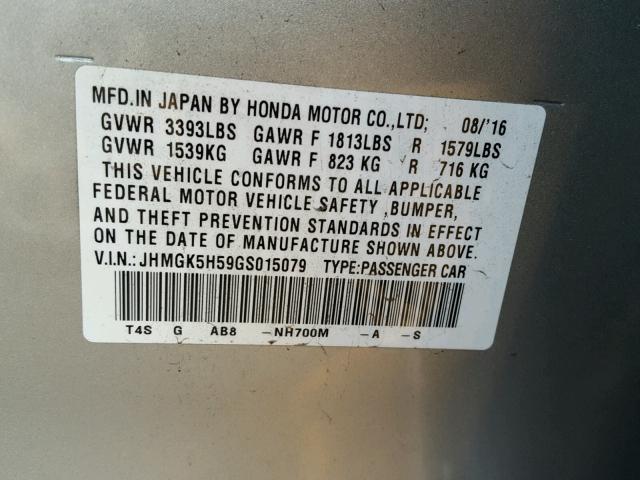 MFD.IN JAPAN BY HONDA MOTOR CO.,LTD; 08/'16
GVWR 3393LBS GAWR F 1813LBS R 1579LBS
GVWR 1539KG GAWR F 823 KG R 716 KG
THIS VEHICLE CONFORMS TO ALL APPLICABLE
FEDERAL MOTOR VEHICLE SAFETY ,BUMPER,
AND THEFT PREVENTION STANDARDS IN EFFECT
ON THE DATE OF MANUFACTURE SHOWN ABOVE.
V.I.N.:JHMGK5H59GS015079 TYPE:PASSENGER CAR
T4S G AB8 -NH700M -A -S